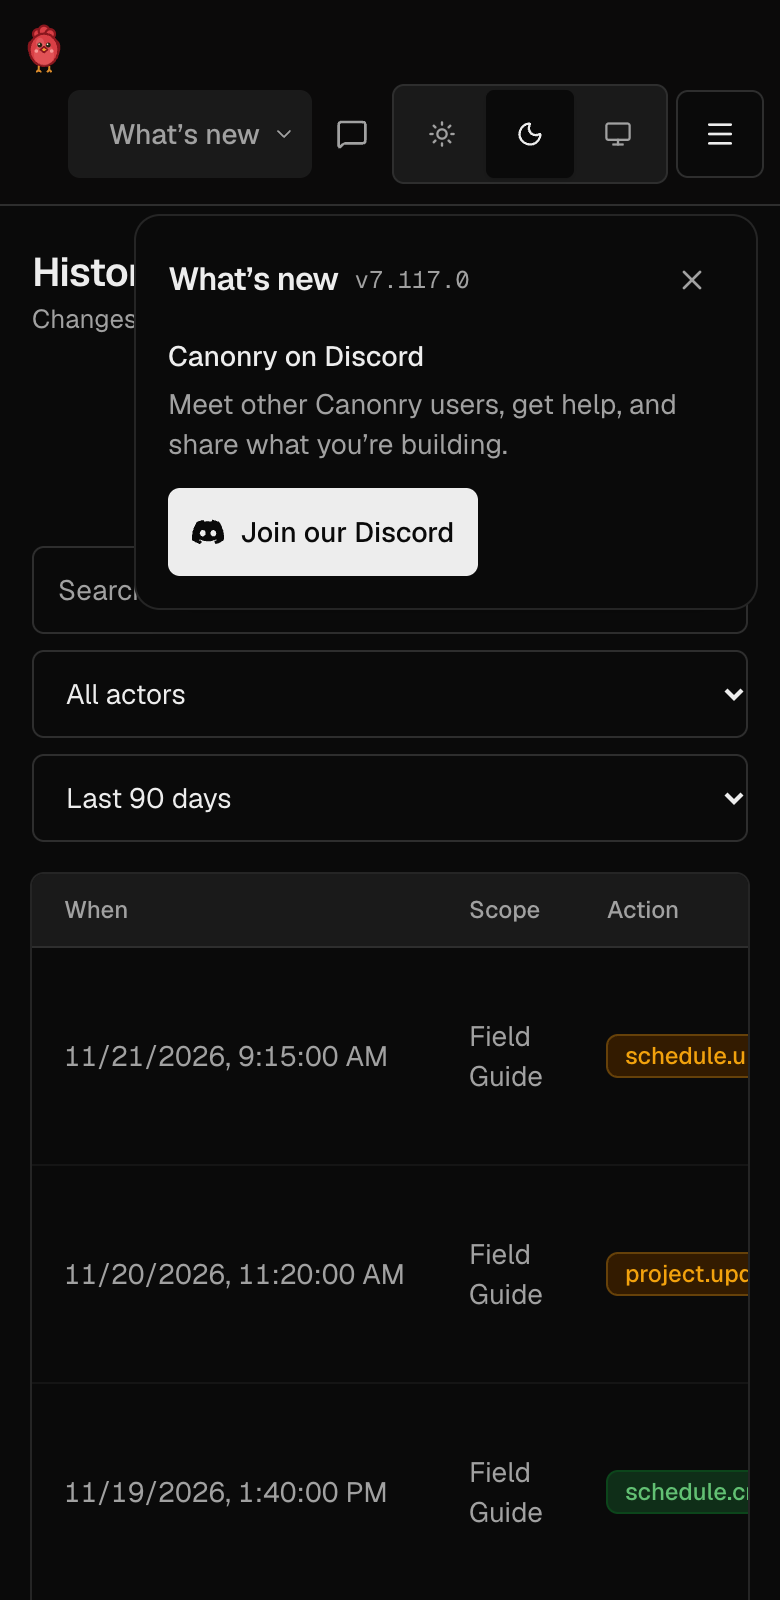 What's new
What's new v7.117.0
Canonry on Discord
Meet other Canonry users, get help, and
share what you're building.
Join our Discord
Changes
All actors
Last 90 days
When Scope Action
11/21/2026, 9:15:00 AM Field Guide schedule.u
11/20/2026, 11:20:00 AM Field Guide project.upd
11/19/2026, 1:40:00 PM Field Guide schedule.cr